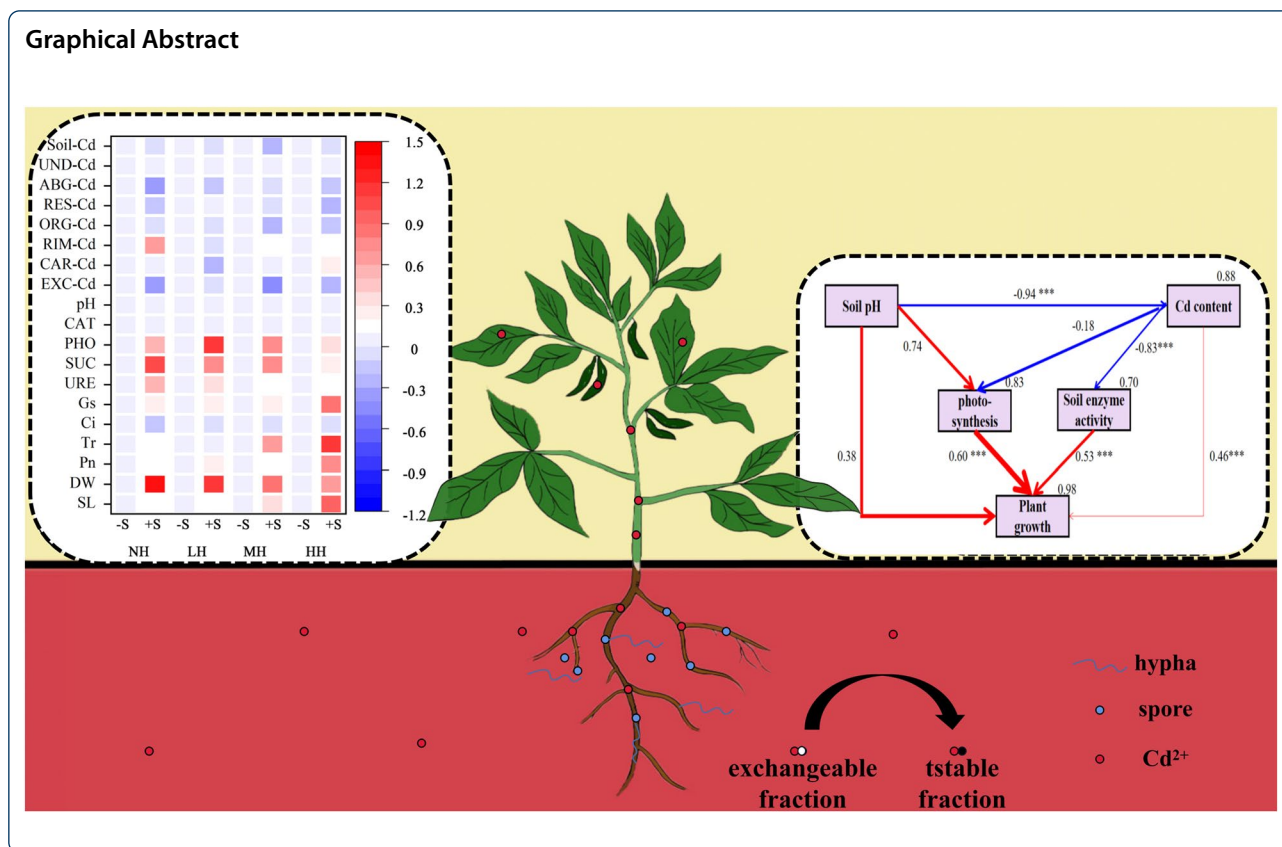 Graphical Abstract
Soil-Cd
UND-Cd
ABG-Cd
RES-Cd
ORG-Cd
RIM-Cd
CAR-Cd
EXC-Cd
pH
CAT
PHO
SUC
URE
Gs
Ci
Tr
Pn
DW
SL
-S +S -S +S -S +S -S +S
NH LH MH HH
1.5
1.2
0.9
0.6
0.3
0
-0.3
-0.6
-0.9
-1.2
0.88
Soil pH
-0.94 ***
Cd content
-0.18
0.74
-0.83***
0.83
0.70
photo-
synthesis
Soil enzyme
activity
0.38
0.60 ***
0.53 ***
0.46***
0.98
Plant
growth
hypha
spore
Cd²⁺
exchangeable
fraction
tstable
fraction